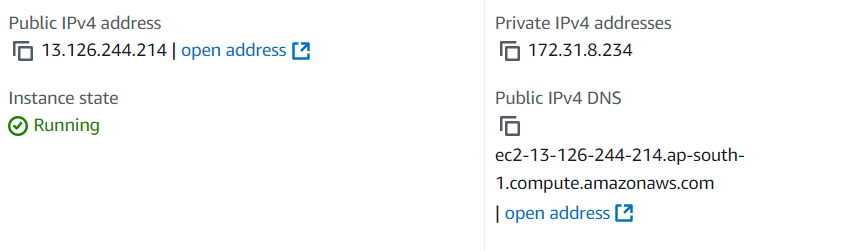 Public IPv4 address
13.126.244.214 | open address
Instance state
Running
Private IPv4 addresses
172.31.8.234
Public IPv4 DNS
ec2-13-126-244-214.ap-south-
1.compute.amazonaws.com
| open address